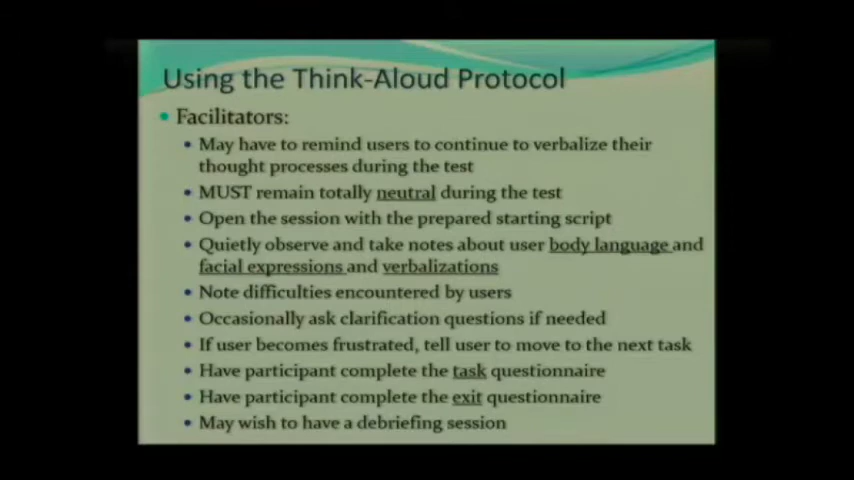 Using the Think-Aloud Protocol
Facilitators:
May have to remind users to continue to verbalize their
thought processes during the test
MUST remain totally neutral during the test
Open the session with the prepared starting script
Quietly observe and take notes about user body language and
facial expressions and verbalizations
Note difficulties encountered by users
Occasionally ask clarification questions if needed
If user becomes frustrated, tell user to move to the next task
Have participant complete the task questionnaire
Have participant complete the exit questionnaire
May wish to have a debriefing session